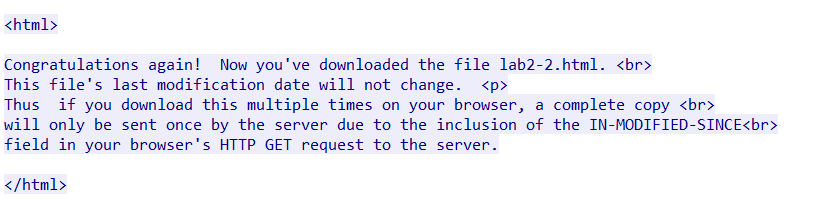 <html>
Congratulations again!  Now you've downloaded the file lab2-2.html. <br>
This file's last modification date will not change.  <p>
Thus  if you download this multiple times on your browser, a complete copy <br>
will only be sent once by the server due to the inclusion of the IN-MODIFIED-SINCE<br>
field in your browser's HTTP GET request to the server.
</html>